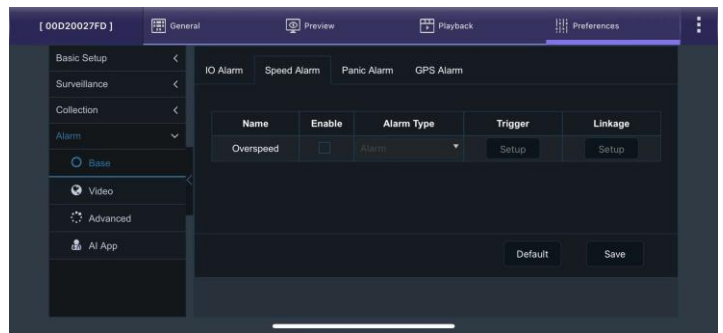 [ 00D20027FD ] General Preview Playback Preferences
Basic Setup
Surveillance
Collection
Alarm
Base
Video
Advanced
AI App
IO Alarm Speed Alarm Panic Alarm GPS Alarm
Name Enable Alarm Type Trigger Linkage
Overspeed Alarm Setup Setup
Default Save